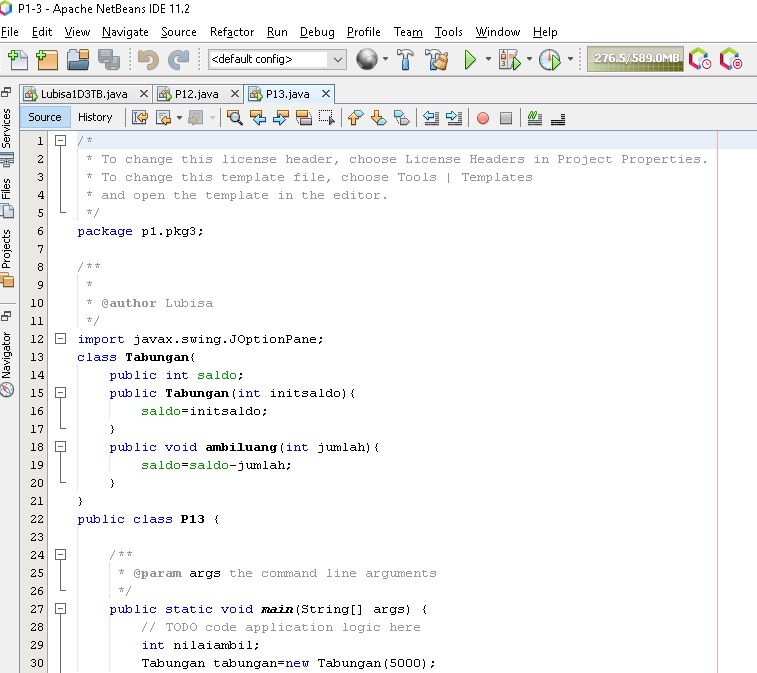 P1-3 - Apache NetBeans IDE 11.2
File Edit View Navigate Source Refactor Run Debug Profile Team Tools Window Help
<default config> 276.5/589.0MB
Lubisa1D3TB.java P12.java P13.java
Source History
Services
Files
Projects
Navigator
1 /*
2 * To change this license header, choose License Headers in Project Properties.
3 * To change this template file, choose Tools | Templates
4 * and open the template in the editor.
5 */
6 package p1.pkg3;
7
8 /**
9 *
10 * @author Lubisa
11 */
12 import javax.swing.JOptionPane;
13 class Tabungan{
14 public int saldo;
15 public Tabungan(int initsaldo){
16 saldo=initsaldo;
17 }
18 public void ambiluang(int jumlah){
19 saldo=saldo-jumlah;
20 }
21 }
22 public class P13 {
23
24 /**
25 * @param args the command line arguments
26 */
27 public static void main(String[] args) {
28 // TODO code application logic here
29 int nilaiambil;
30 Tabungan tabungan=new Tabungan(5000);